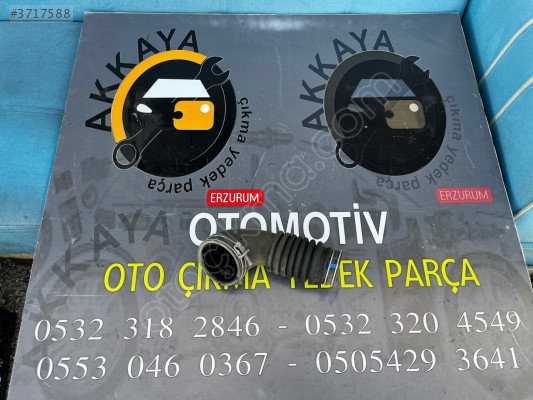 #3717588
AKKAYA
çıkma yedek parça
ERZURUM
AKKAYA
çıkma yedek parça
ERZURUM
AKKAYA
OTOMOTİV
OTO ÇIKMA YEDEK PARÇA
0532 318 2846 - 0532 320 4549
0553 046 0367 - 0505429 3641